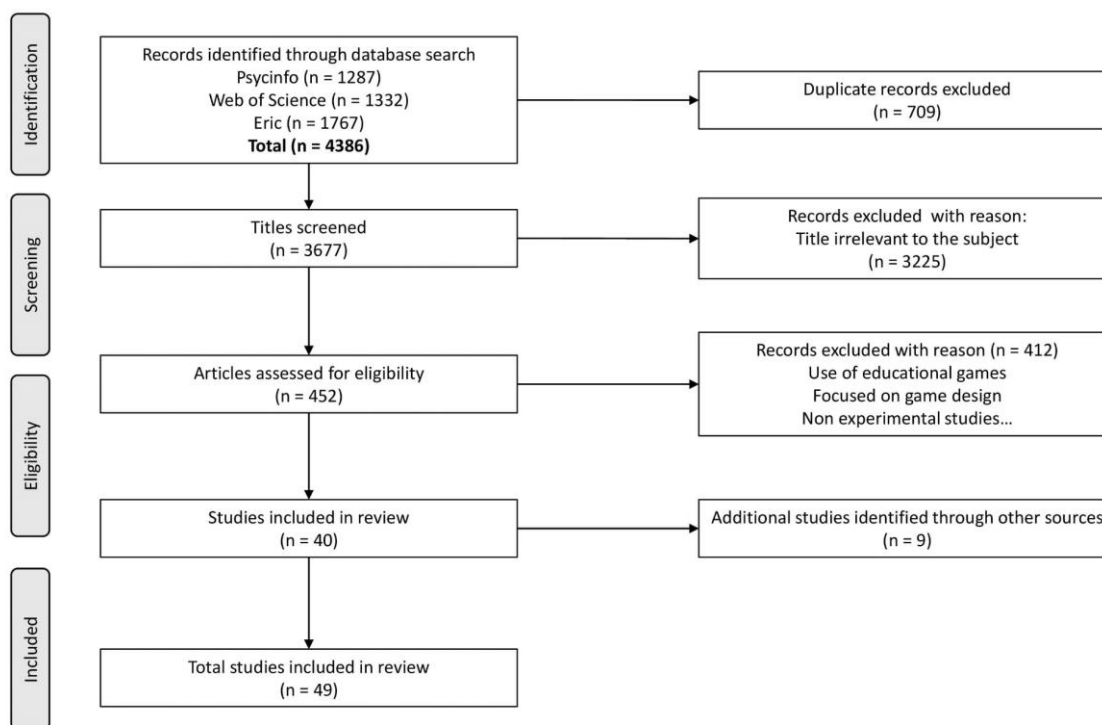 Identification
Records identified through database search
Psycinfo (n = 1287)
Web of Science (n = 1332)
Eric (n = 1767)
Total (n = 4386)
Duplicate records excluded
(n = 709)
Screening
Titles screened
(n = 3677)
Records excluded with reason:
Title irrelevant to the subject
(n = 3225)
Eligibility
Articles assessed for eligibility
(n = 452)
Records excluded with reason (n = 412)
Use of educational games
Focused on game design
Non experimental studies...
Studies included in review
(n = 40)
Additional studies identified through other sources
(n = 9)
Included
Total studies included in review
(n = 49)